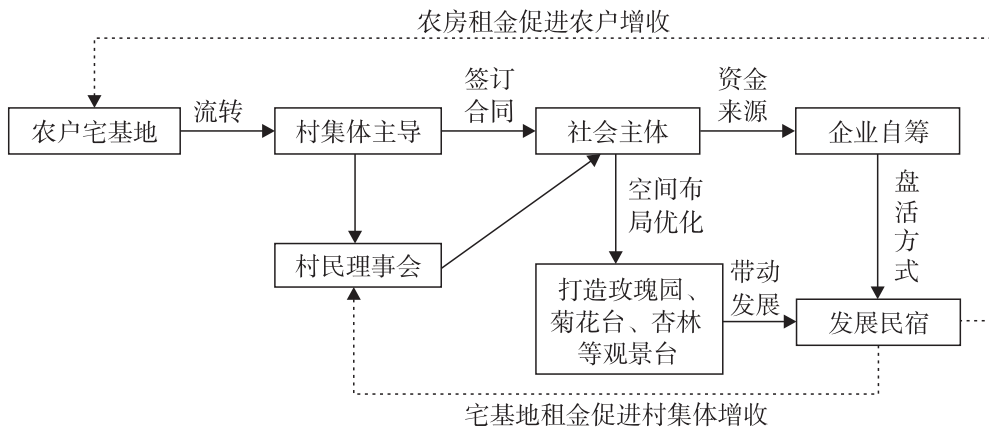 农房租金促进农户增收
农户宅基地
流转
村集体主导
签订
合同
社会主体
资金
来源
企业自筹
村民理事会
空间布
局优化
盘
活
方
式
打造玫瑰园、
菊花台、杏林
等观景台
带动
发展
发展民宿
宅基地租金促进村集体增收